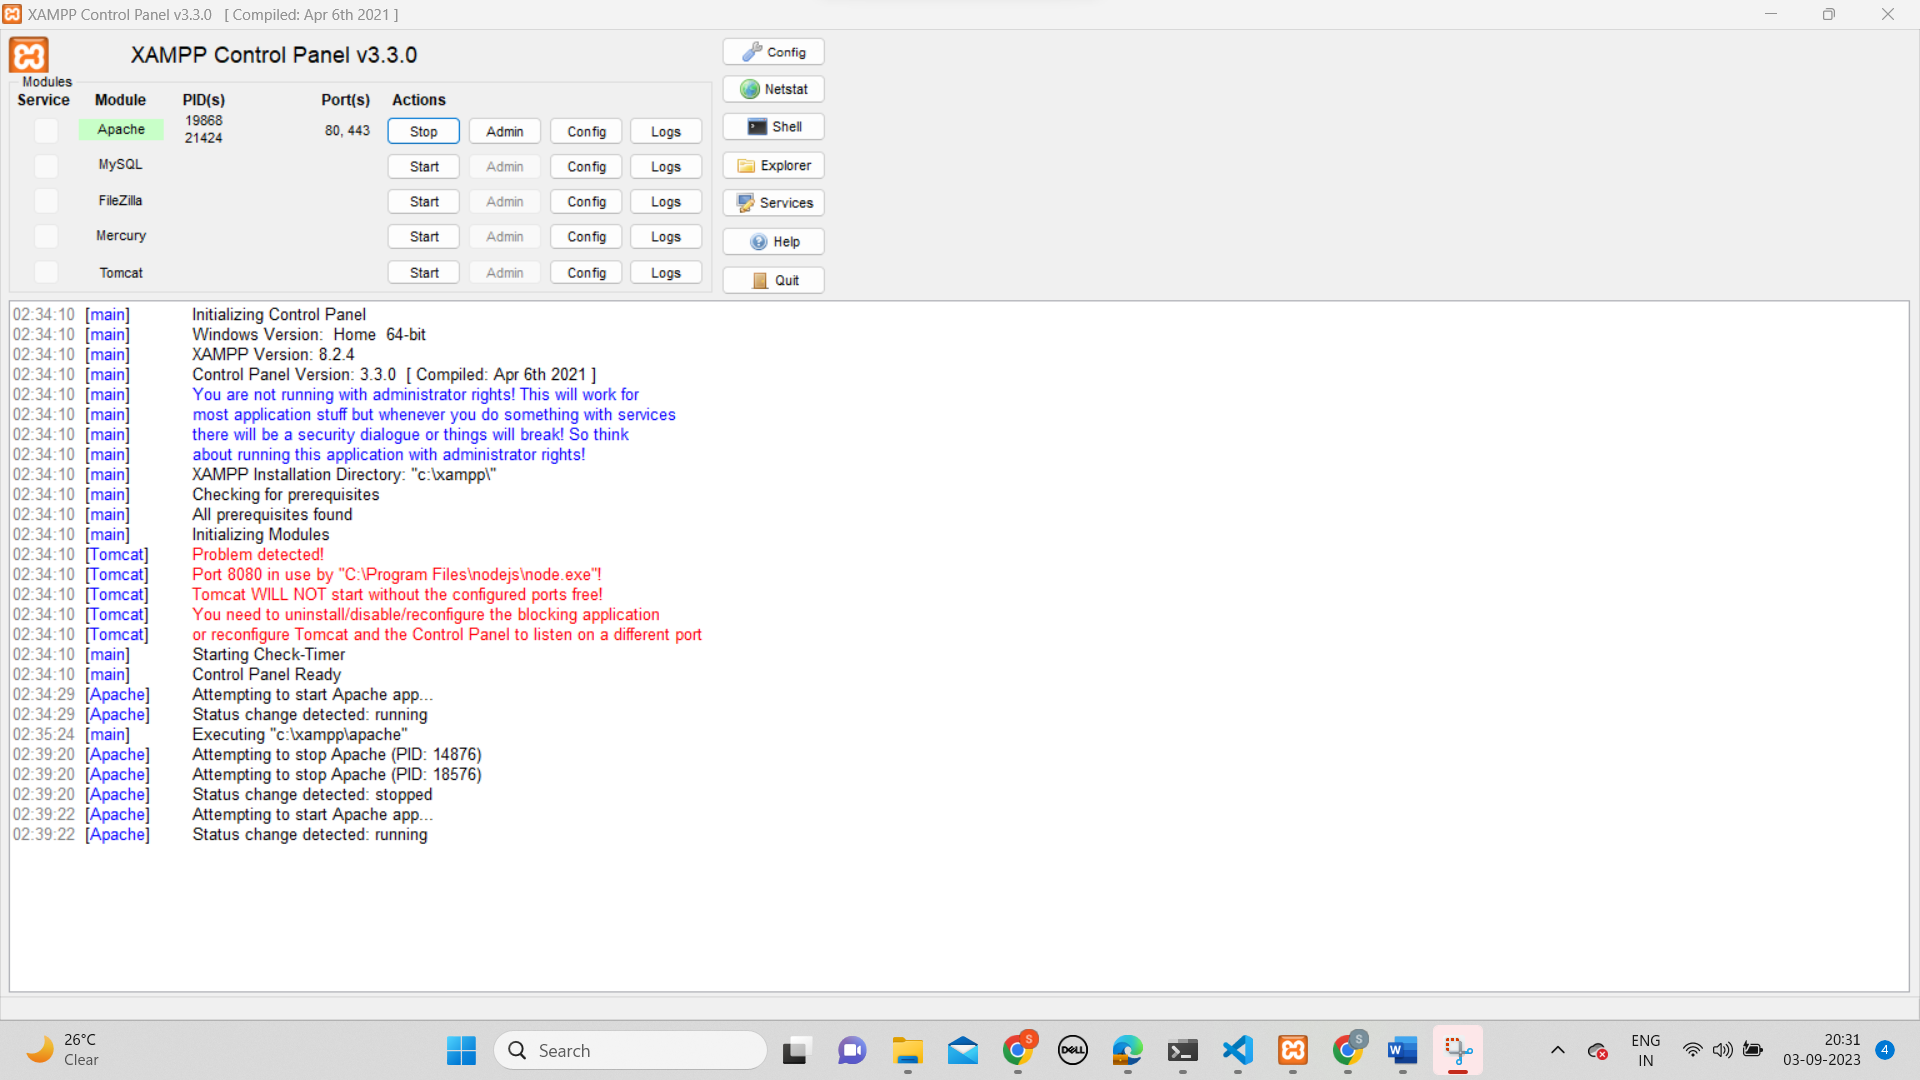 XAMPP Control Panel v3.3.0 [ Compiled: Apr 6th 2021 ]
XAMPP Control Panel v3.3.0
Config
Modules
Service Module PID(s) Port(s) Actions
Netstat
Apache 19868 21424 80, 443 Stop Admin Config Logs
Shell
MySQL Start Admin Config Logs
Explorer
FileZilla Start Admin Config Logs
Services
Mercury Start Admin Config Logs
Help
Tomcat Start Admin Config Logs
Quit
02:34:10 [main] Initializing Control Panel
02:34:10 [main] Windows Version: Home 64-bit
02:34:10 [main] XAMPP Version: 8.2.4
02:34:10 [main] Control Panel Version: 3.3.0 [ Compiled: Apr 6th 2021 ]
02:34:10 [main] You are not running with administrator rights! This will work for
02:34:10 [main] most application stuff but whenever you do something with services
02:34:10 [main] there will be a security dialogue or things will break! So think
02:34:10 [main] about running this application with administrator rights!
02:34:10 [main] XAMPP Installation Directory: "c:\xampp\"
02:34:10 [main] Checking for prerequisites
02:34:10 [main] All prerequisites found
02:34:10 [main] Initializing Modules
02:34:10 [Tomcat] Problem detected!
02:34:10 [Tomcat] Port 8080 in use by "C:\Program Files\nodejs\node.exe"!
02:34:10 [Tomcat] Tomcat WILL NOT start without the configured ports free!
02:34:10 [Tomcat] You need to uninstall/disable/reconfigure the blocking application
02:34:10 [Tomcat] or reconfigure Tomcat and the Control Panel to listen on a different port
02:34:10 [main] Starting Check-Timer
02:34:10 [main] Control Panel Ready
02:34:29 [Apache] Attempting to start Apache app...
02:34:29 [Apache] Status change detected: running
02:35:24 [main] Executing "c:\xampp\apache"
02:39:20 [Apache] Attempting to stop Apache (PID: 14876)
02:39:20 [Apache] Attempting to stop Apache (PID: 18576)
02:39:20 [Apache] Status change detected: stopped
02:39:22 [Apache] Attempting to start Apache app...
02:39:22 [Apache] Status change detected: running
26°C
Clear
Search
S
DELL
S
W
ENG
IN
20:31
03-09-2023
4